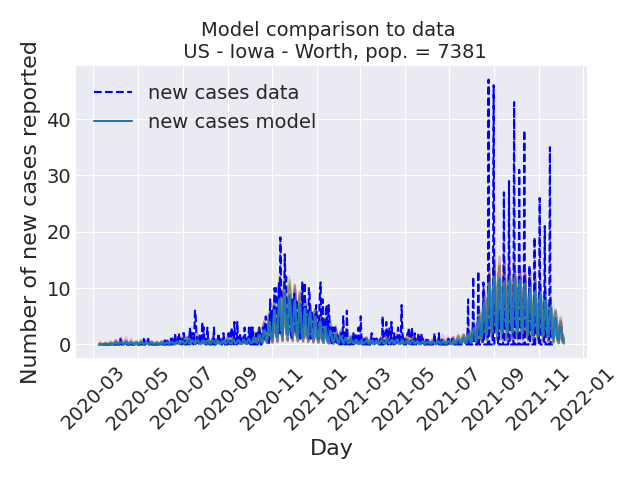 Model comparison to data
US - Iowa - Worth, pop. = 7381
Number of new cases reported
new cases data
new cases model
40
30
20
10
0
2020-03
2020-05
2020-07
2020-09
2020-11
2021-01
2021-03
2021-05
2021-07
2021-09
2021-11
2022-01
Day